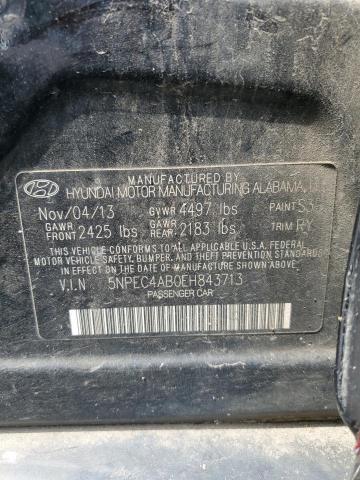 MANUFACTURED BY
HYUNDAI MOTOR MANUFACTURING ALABAMA,
Nov/04/13 GVWR 4497 lbs PAINT S3
GAWR FRONT 2425 lbs GAWR REAR 2183 lbs TRIM RY
THIS VEHICLE CONFORMS TO ALL APPLICABLE U.S.A. FEDERAL
MOTOR VEHICLE SAFETY, BUMPER, AND THEFT PREVENTION
STANDARDS IN EFFECT ON THE DATE OF MANUFACTURE SHOWN ABOVE.
V.I.N 5NPEC4AB0EH843713
PASSENGER CAR